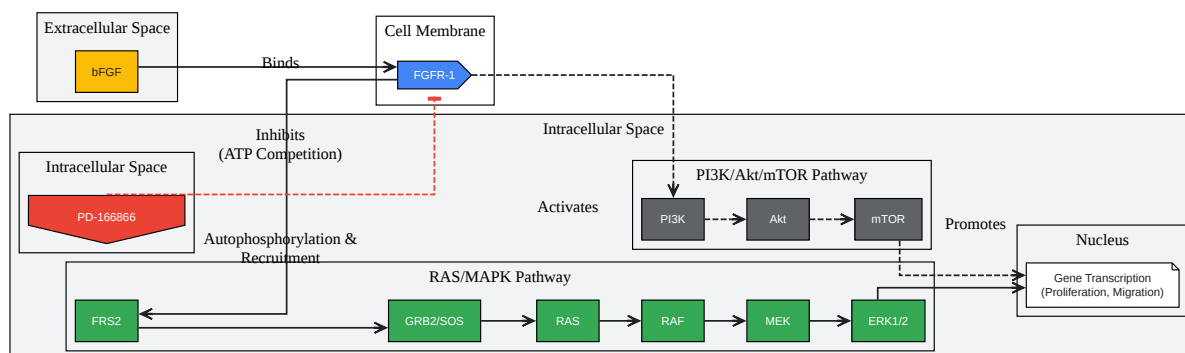 Extracellular Space
bFGF
Binds
Cell Membrane
FGFR-1
Inhibits
(ATP Competition)
Intracellular Space
Intracellular Space
PD-166866
PI3K/Akt/mTOR Pathway
Activates
PI3K
Akt
mTOR
Promotes
Nucleus
Gene Transcription
(Proliferation, Migration)
Autophosphorylation &
Recruitment
RAS/MAPK Pathway
FRS2
GRB2/SOS
RAS
RAF
MEK
ERK1/2